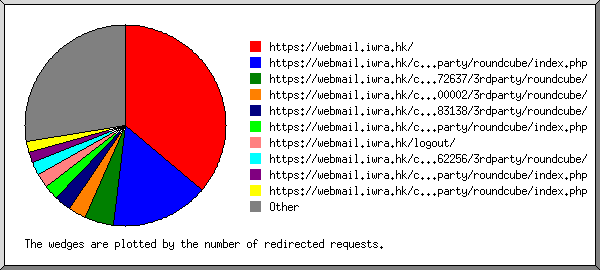 https://webmail.iwra.hk/
https://webmail.iwra.hk/c...party/roundcube/index.php
https://webmail.iwra.hk/c...72637/3rdparty/roundcube/
https://webmail.iwra.hk/c...00002/3rdparty/roundcube/
https://webmail.iwra.hk/c...83138/3rdparty/roundcube/
https://webmail.iwra.hk/c...party/roundcube/index.php
https://webmail.iwra.hk/logout/
https://webmail.iwra.hk/c...62256/3rdparty/roundcube/
https://webmail.iwra.hk/c...party/roundcube/index.php
https://webmail.iwra.hk/c...party/roundcube/index.php
Other
The wedges are plotted by the number of redirected requests.